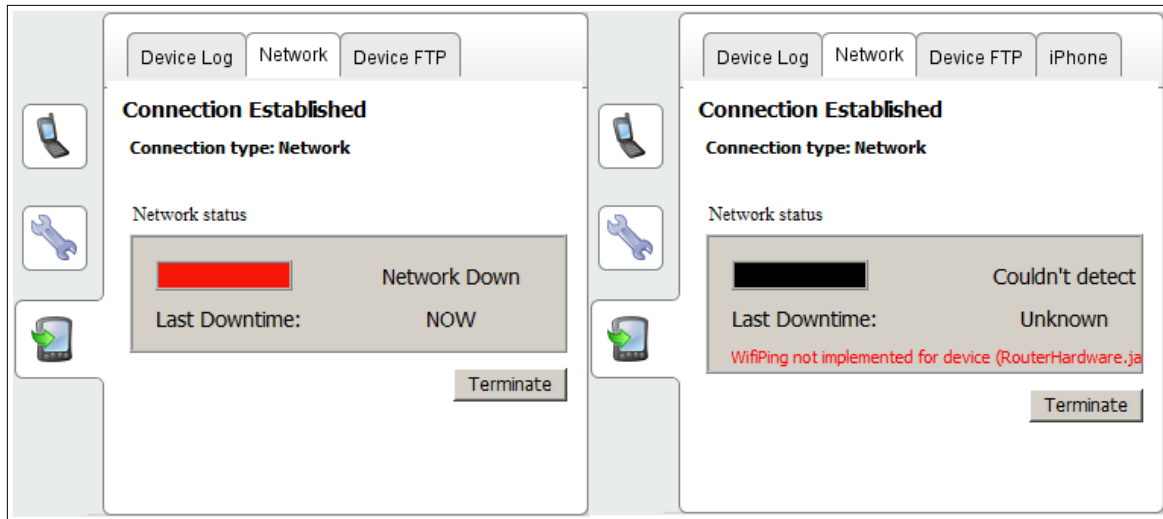 Device Log Network Device FTP
Connection Established
Connection type: Network
Network status
Network Down
Last Downtime: NOW
Terminate
Device Log Network Device FTP iPhone
Connection Established
Connection type: Network
Network status
Couldn't detect
Last Downtime: Unknown
WifiPing not implemented for device (RouterHardware.ja
Terminate